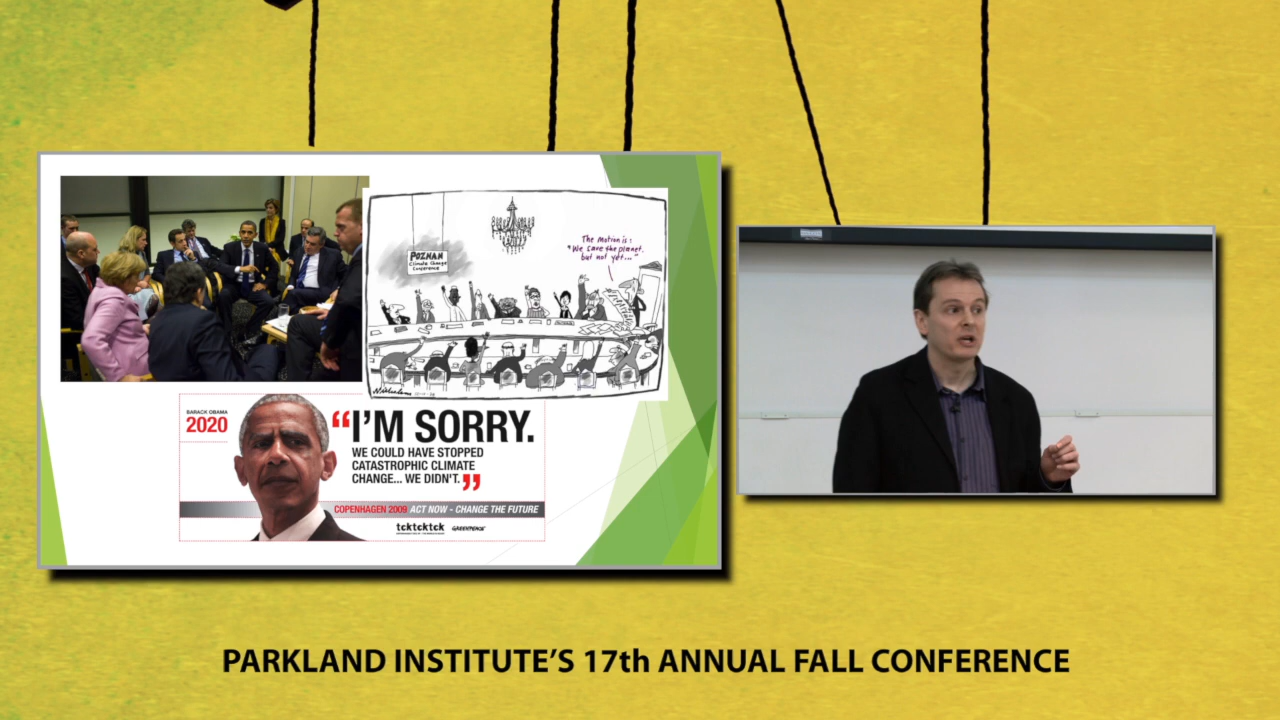 POZNAN
Climate Change
Conference
The Motion is:
"We save the planet,
but not yet..."
BARACK OBAMA
2020
“I'M SORRY.
WE COULD HAVE STOPPED
CATASTROPHIC CLIMATE
CHANGE... WE DIDN'T.”
COPENHAGEN 2009 ACT NOW - CHANGE THE FUTURE
tcktcktck GREENPEACE
PARKLAND INSTITUTE'S 17th ANNUAL FALL CONFERENCE